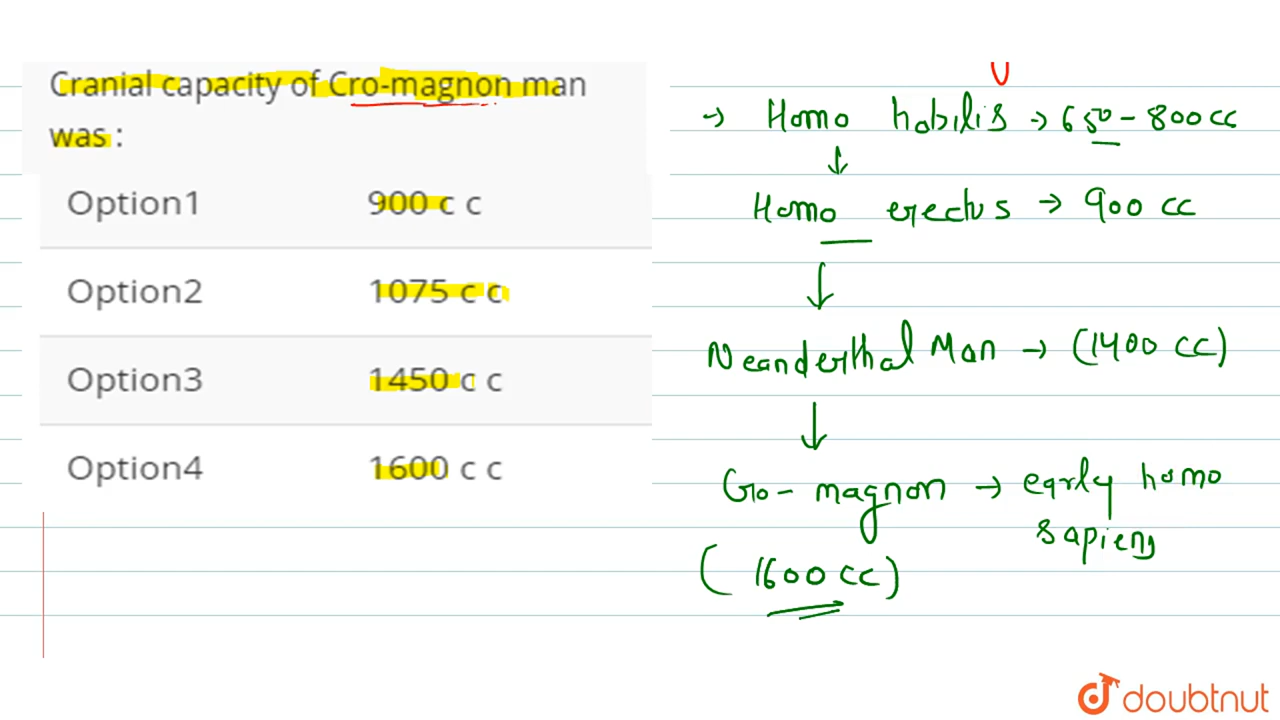 Cranial capacity of Cro-magnon man
was :
Option1 900 c c
Option2 1075 c c
Option3 1450 c c
Option4 1600 c c
→ Homo habilis → 650 - 800 cc
↓
Homo erectus → 900 cc
↓
Neanderthal Man → (1400 cc)
↓
Cro-magnon → early homo
sapiens
(1600 cc)
doubtnut